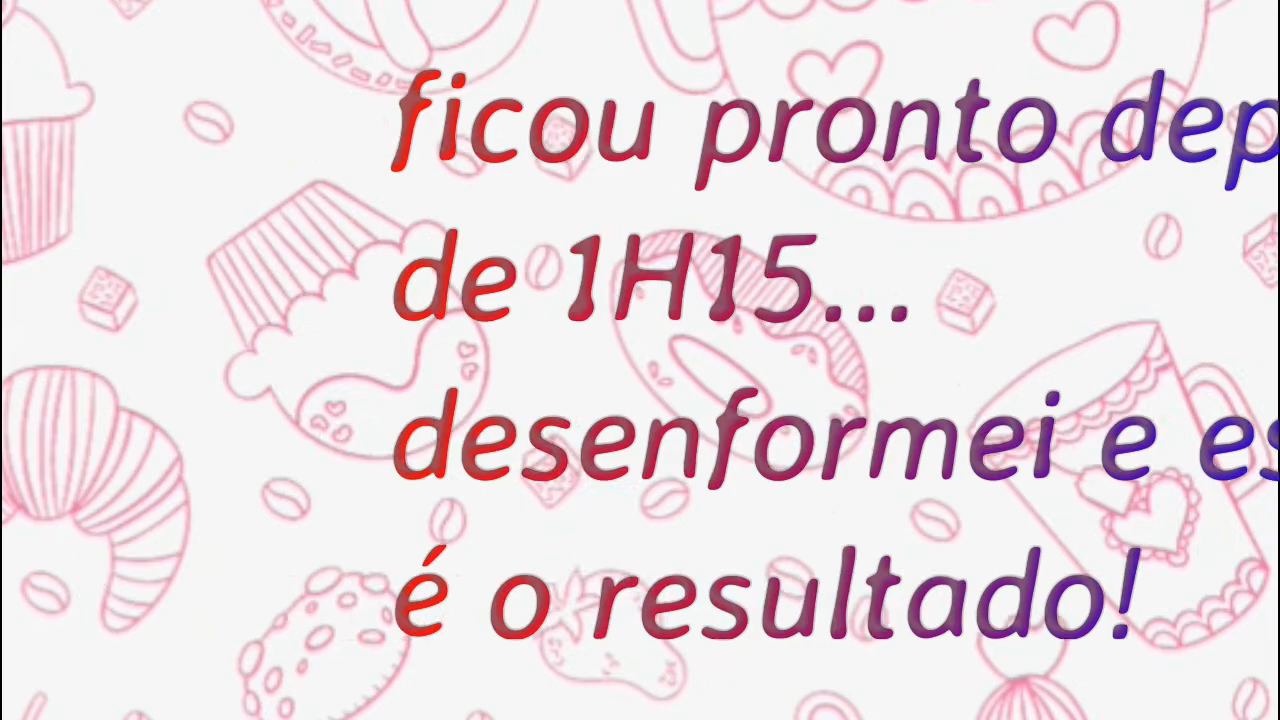 ficou pronto dep
de 1H15...
desenformei e es
é o resultado!